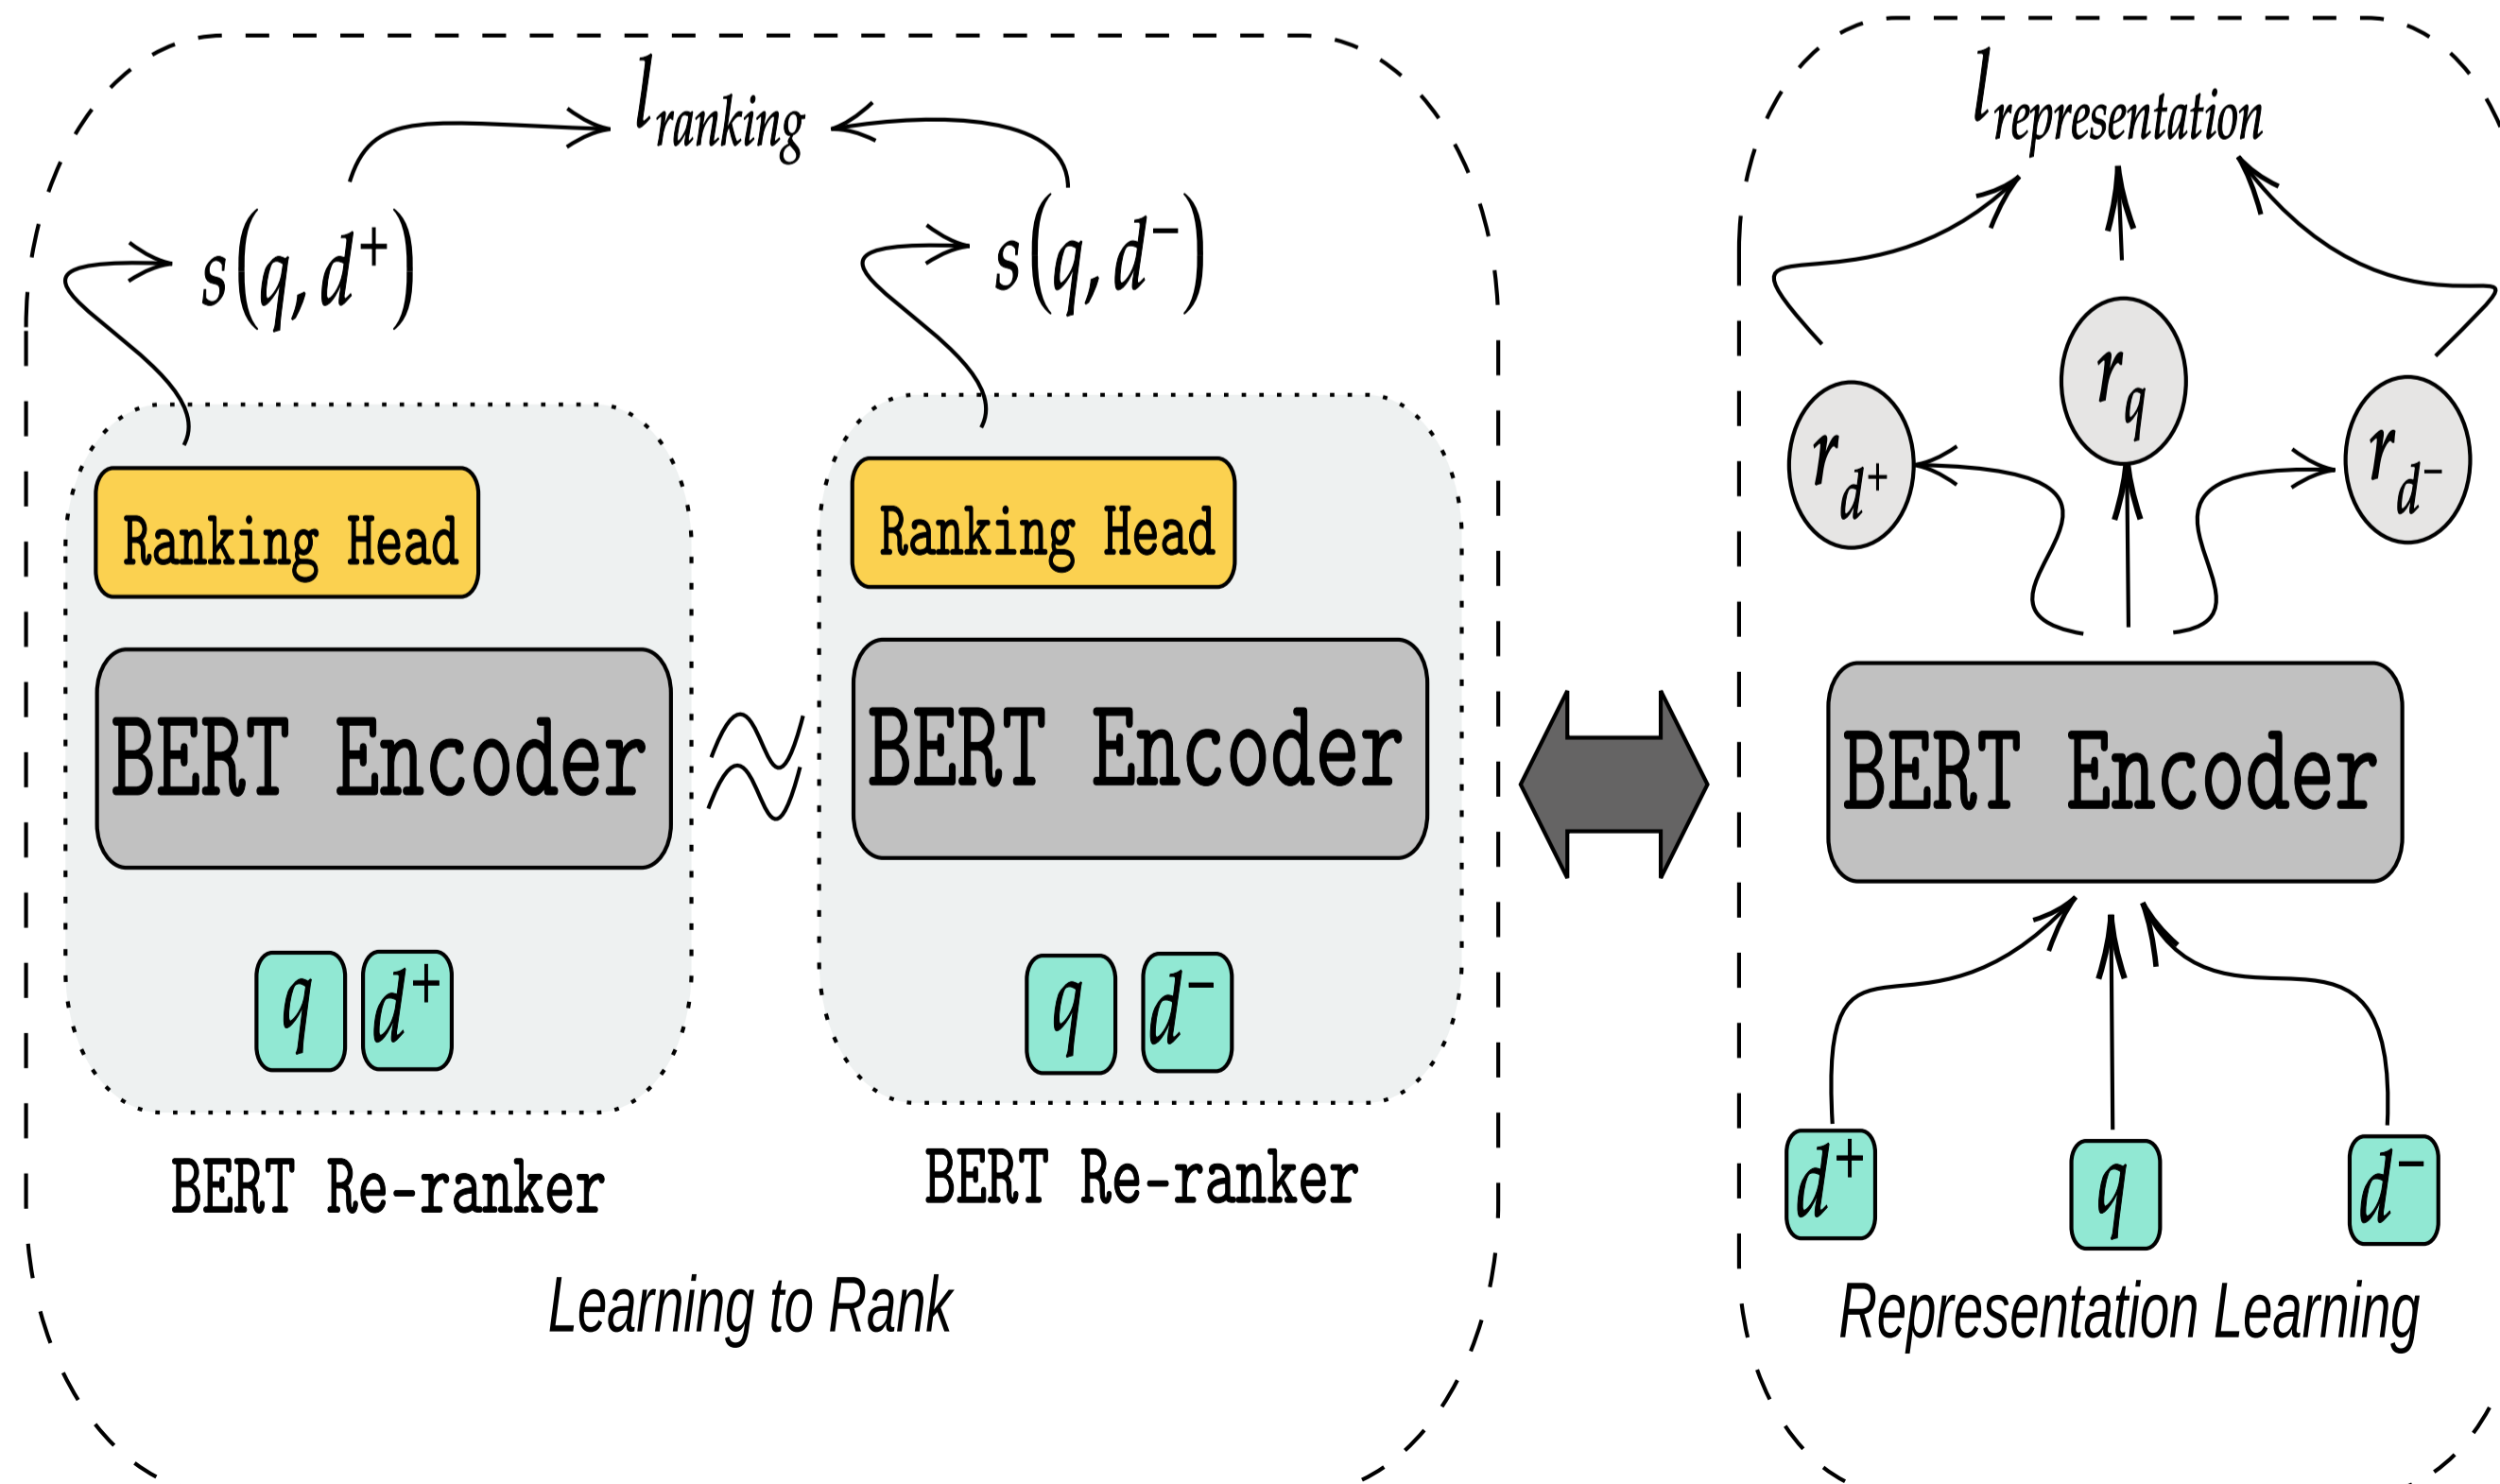 l_ranking
s(q, d⁺)
s(q, d⁻)
Ranking Head
Ranking Head
BERT Encoder
BERT Encoder
q d⁺
q d⁻
BERT Re-ranker
BERT Re-ranker
Learning to Rank
l_representation
r_q
r_d⁺
r_d⁻
BERT Encoder
d⁺
q
d⁻
Representation Learning